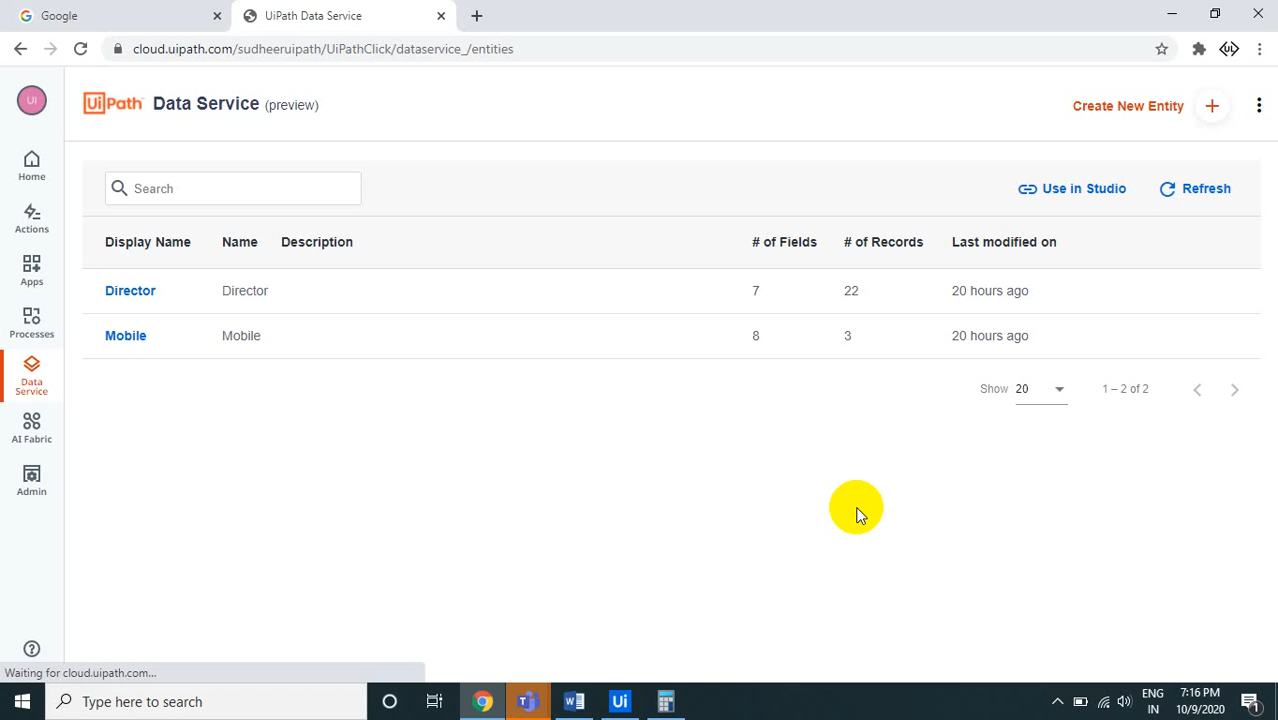 Google
UiPath Data Service
cloud.uipath.com/sudheeruipath/UiPathClick/dataservice_/entities
UI
UiPath Data Service (preview)
Create New Entity
Home
Actions
Apps
Processes
Data
Service
AI Fabric
Admin
Search
Use in Studio
Refresh
Display Name Name Description # of Fields # of Records Last modified on
Director Director 7 22 20 hours ago
Mobile Mobile 8 3 20 hours ago
Show 20 1 – 2 of 2
Waiting for cloud.uipath.com...
Type here to search
Ui
ENG
IN
7:16 PM
10/9/2020
1